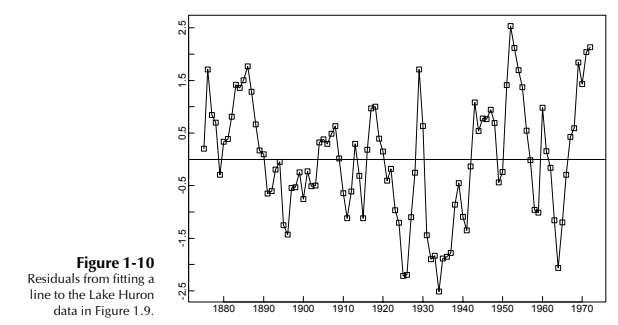 2.5
1.5
0.5
-0.5
-1.5
-2.5
1880 1890 1900 1910 1920 1930 1940 1950 1960 1970
Figure 1-10
Residuals from fitting a
line to the Lake Huron
data in Figure 1.9.